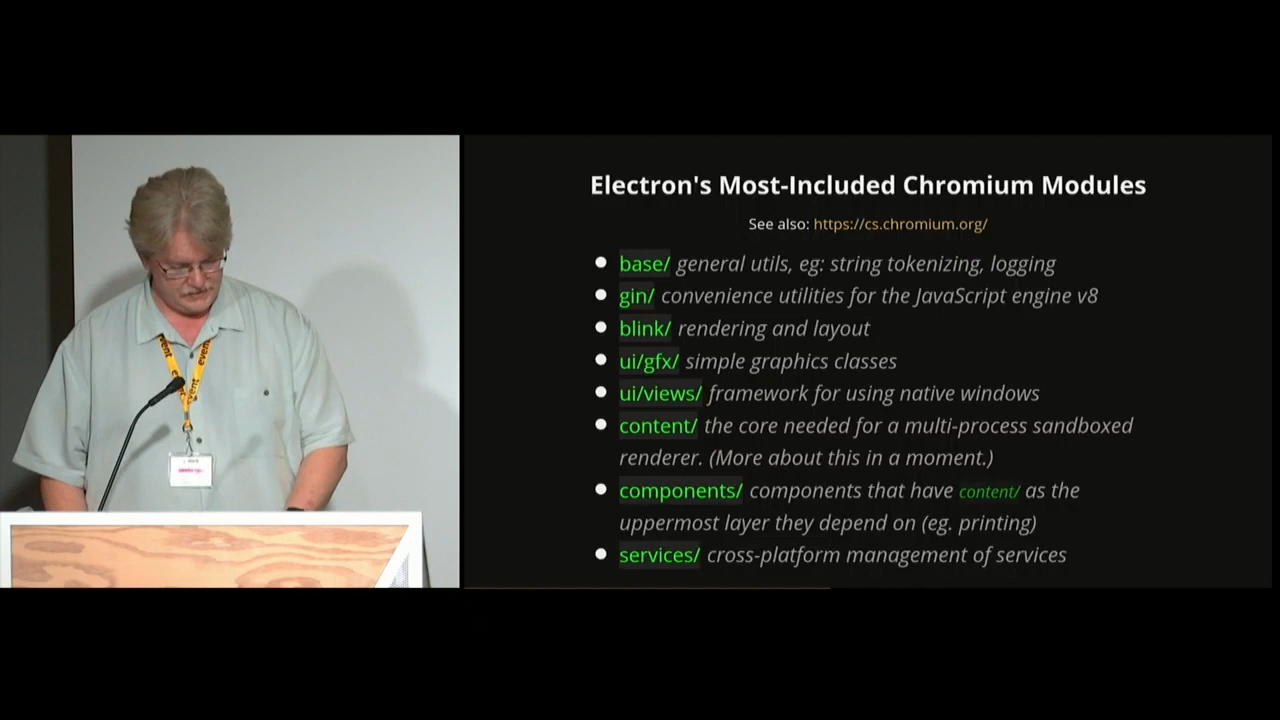 Electron's Most-Included Chromium Modules
See also: https://cs.chromium.org/
base/ general utils, eg: string tokenizing, logging
gin/ convenience utilities for the JavaScript engine v8
blink/ rendering and layout
ui/gfx/ simple graphics classes
ui/views/ framework for using native windows
content/ the core needed for a multi-process sandboxed
renderer. (More about this in a moment.)
components/ components that have content/ as the
uppermost layer they depend on (eg. printing)
services/ cross-platform management of services